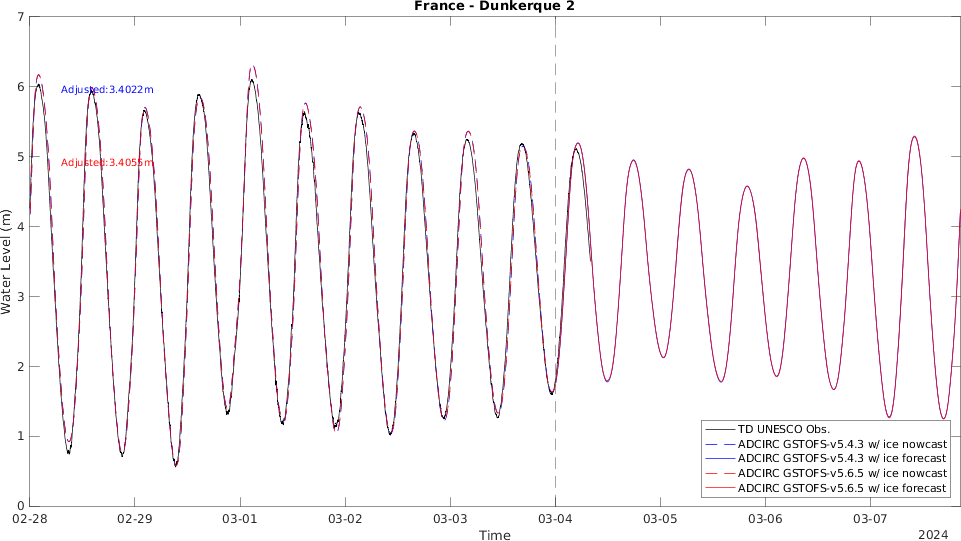 France - Dunkerque 2
7
6
5
4
3
2
1
0
Water Level (m)
Adjusted:3.4022m
Adjusted:3.4055m
TD UNESCO Obs.
ADCIRC GSTOFS-v5.4.3 w/ ice nowcast
ADCIRC GSTOFS-v5.4.3 w/ ice forecast
ADCIRC GSTOFS-v5.6.5 w/ ice nowcast
ADCIRC GSTOFS-v5.6.5 w/ ice forecast
02-28 02-29 03-01 03-02 03-03 03-04 03-05 03-06 03-07
Time
2024